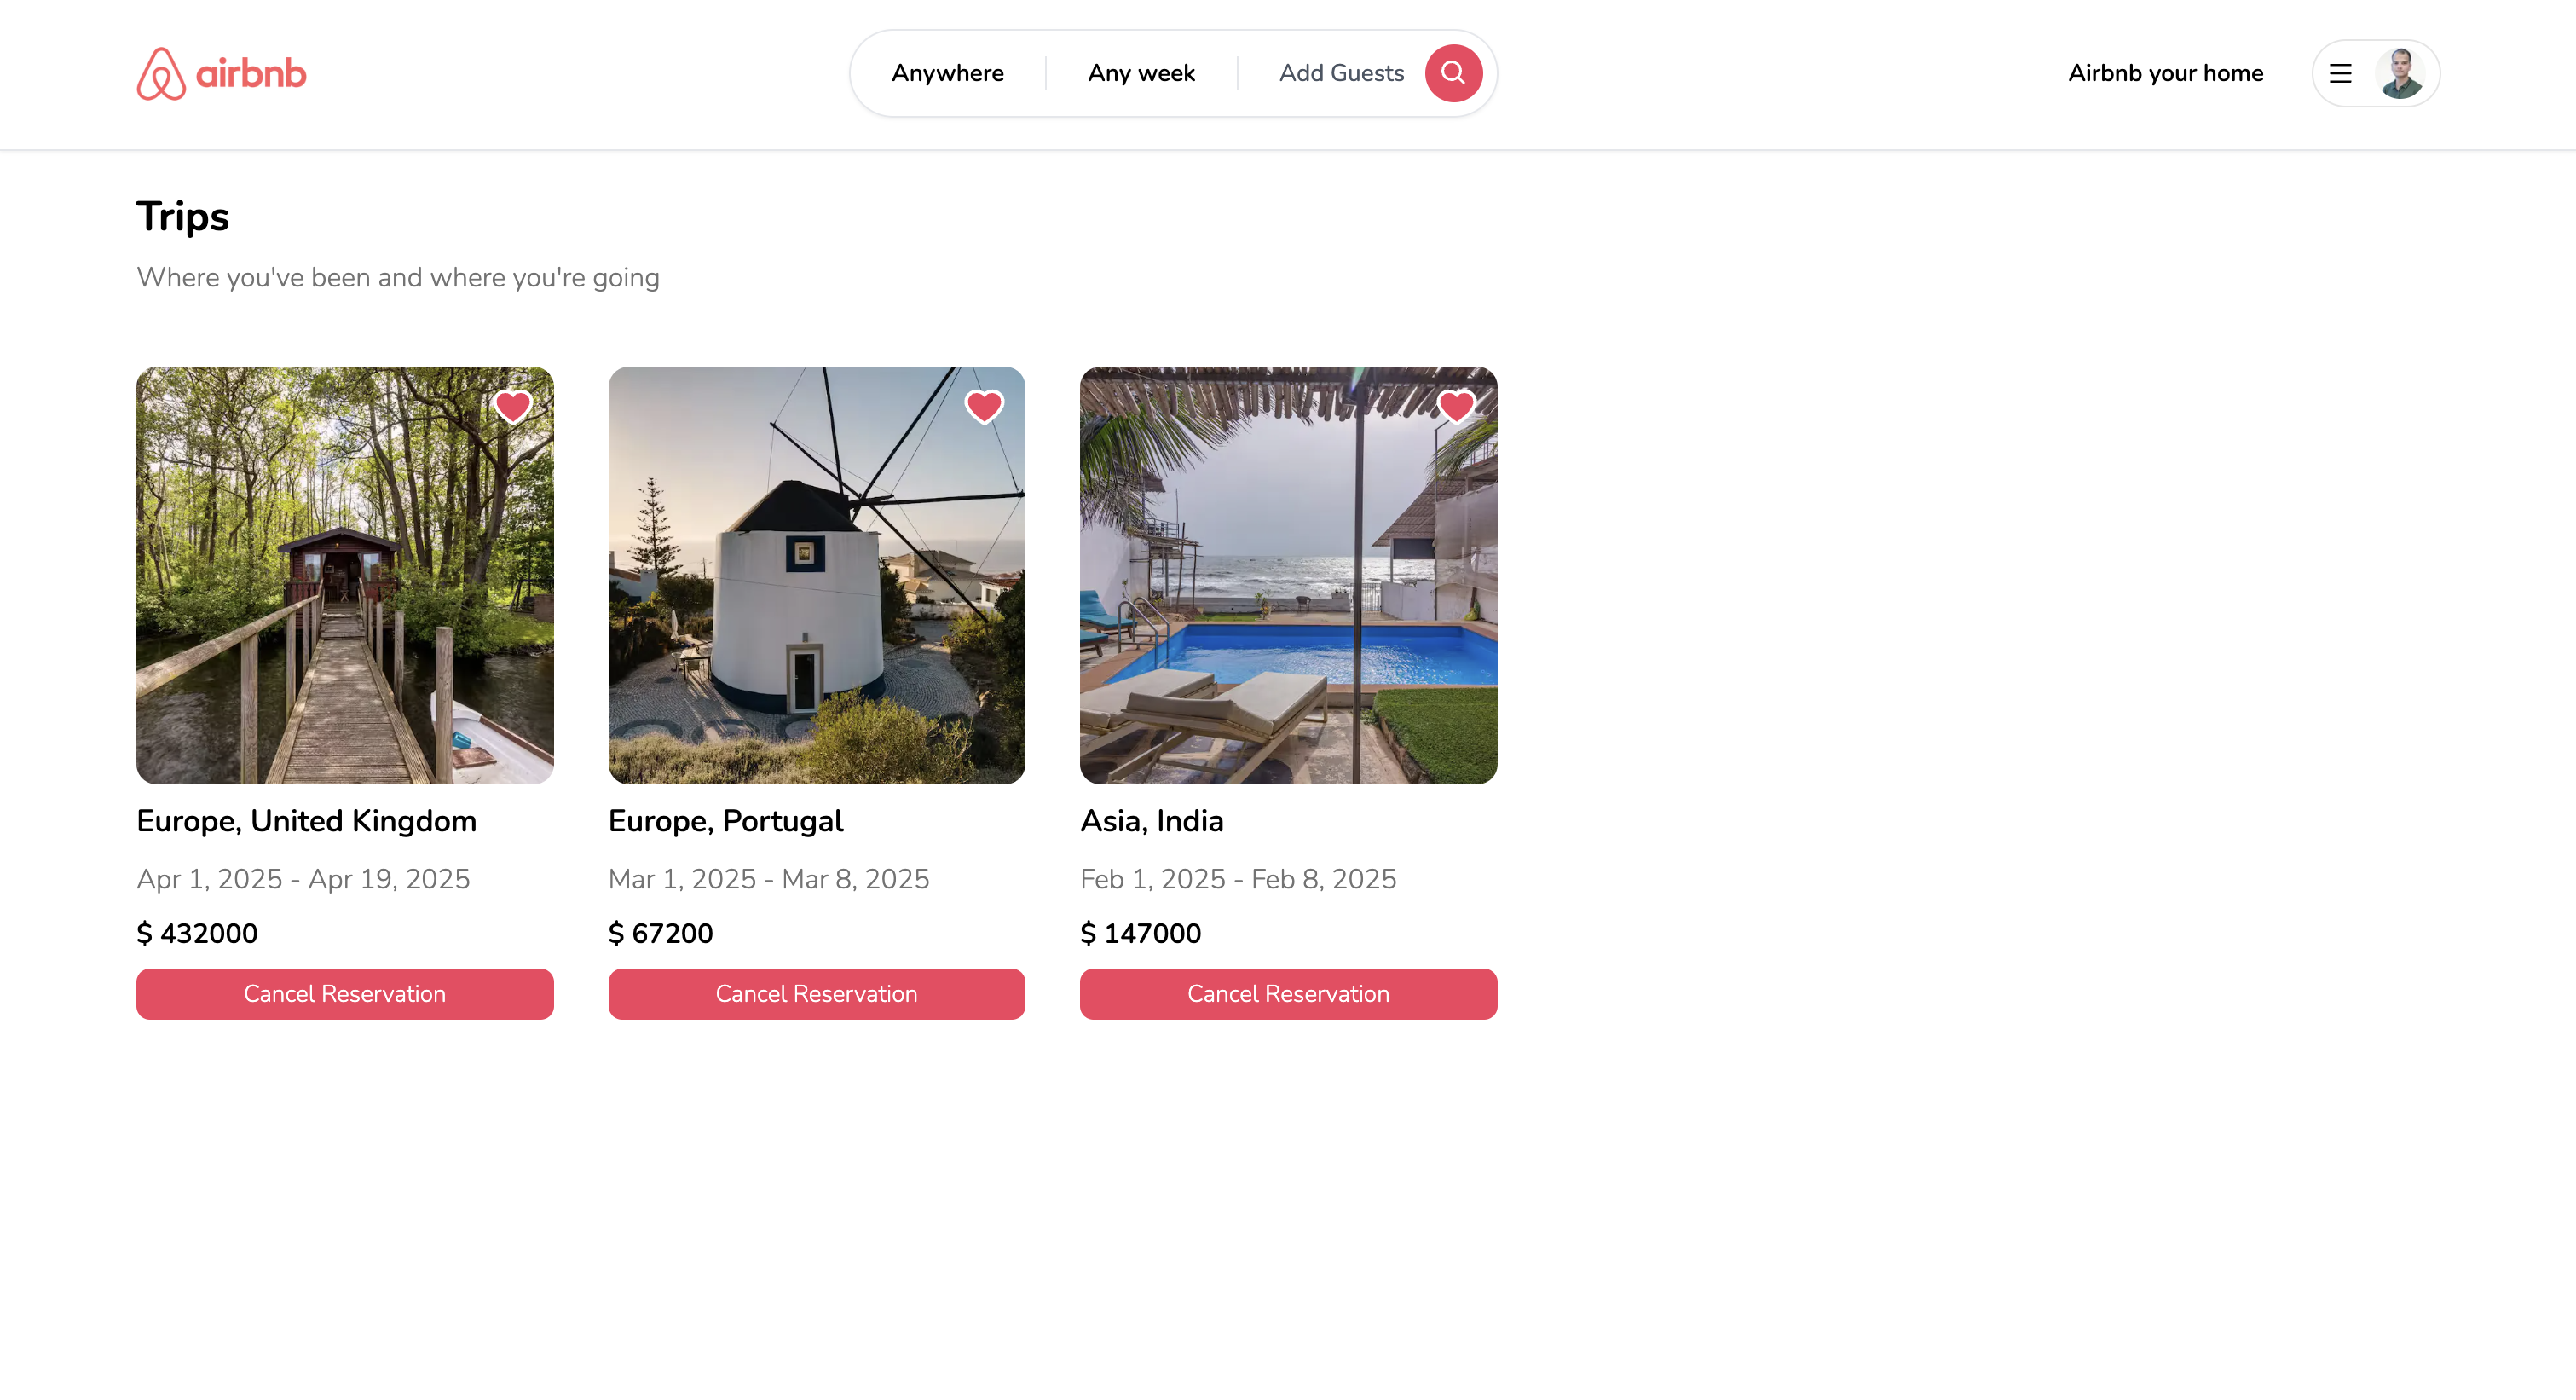 airbnb
Anywhere
Any week
Add Guests
Airbnb your home
Trips
Where you've been and where you're going
Europe, United Kingdom
Apr 1, 2025 - Apr 19, 2025
$ 432000
Cancel Reservation
Europe, Portugal
Mar 1, 2025 - Mar 8, 2025
$ 67200
Cancel Reservation
Asia, India
Feb 1, 2025 - Feb 8, 2025
$ 147000
Cancel Reservation